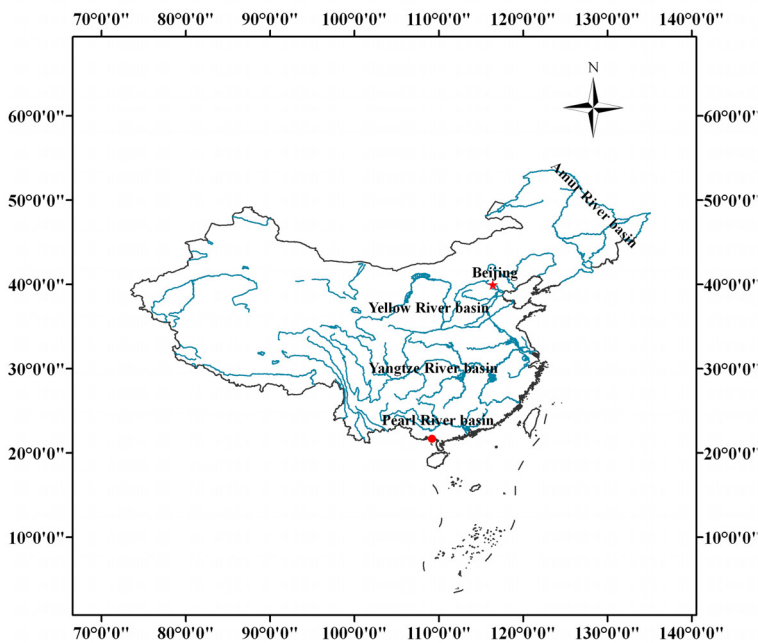 70°0'0" 80°0'0" 90°0'0" 100°0'0" 110°0'0" 120°0'0" 130°0'0" 140°0'0"
N
60°0'0" 60°0'0"
Amur River basin
50°0'0" 50°0'0"
Beijing
40°0'0" 40°0'0"
Yellow River basin
30°0'0" Yangtze River basin 30°0'0"
Pearl River basin
20°0'0" 20°0'0"
10°0'0" 10°0'0"
70°0'0" 80°0'0" 90°0'0" 100°0'0" 110°0'0" 120°0'0" 130°0'0" 140°0'0"